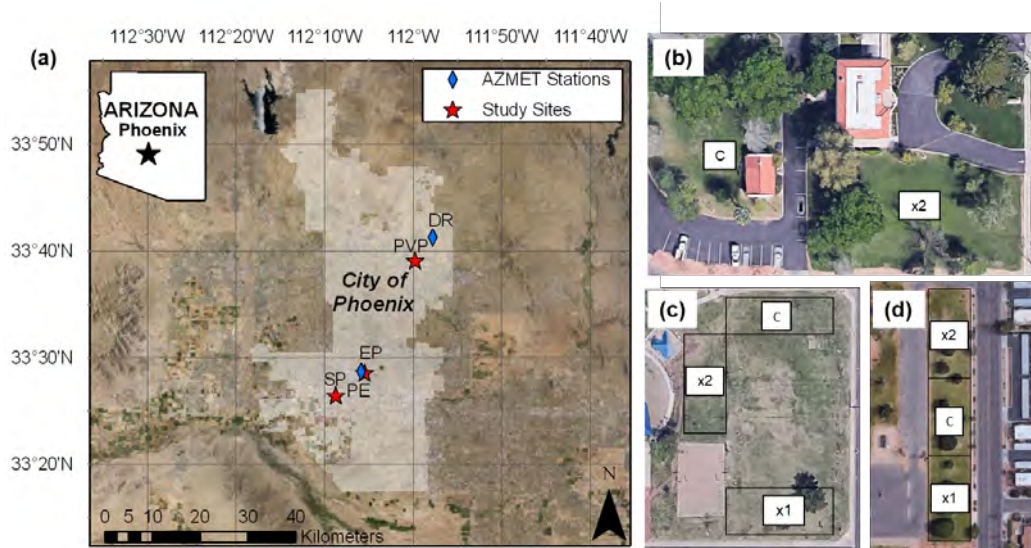 112°30'W 112°20'W 112°10'W 112°W 111°50'W 111°40'W
(a)
ARIZONA
Phoenix
AZMET Stations
Study Sites
33°50'N
DR
33°40'N
PVP
City of
Phoenix
33°30'N
EP
SP
PE
33°20'N
N
0 5 10 20 30 40
Kilometers
(b)
C
x2
(c)
C
x2
x1
(d)
x2
C
x1